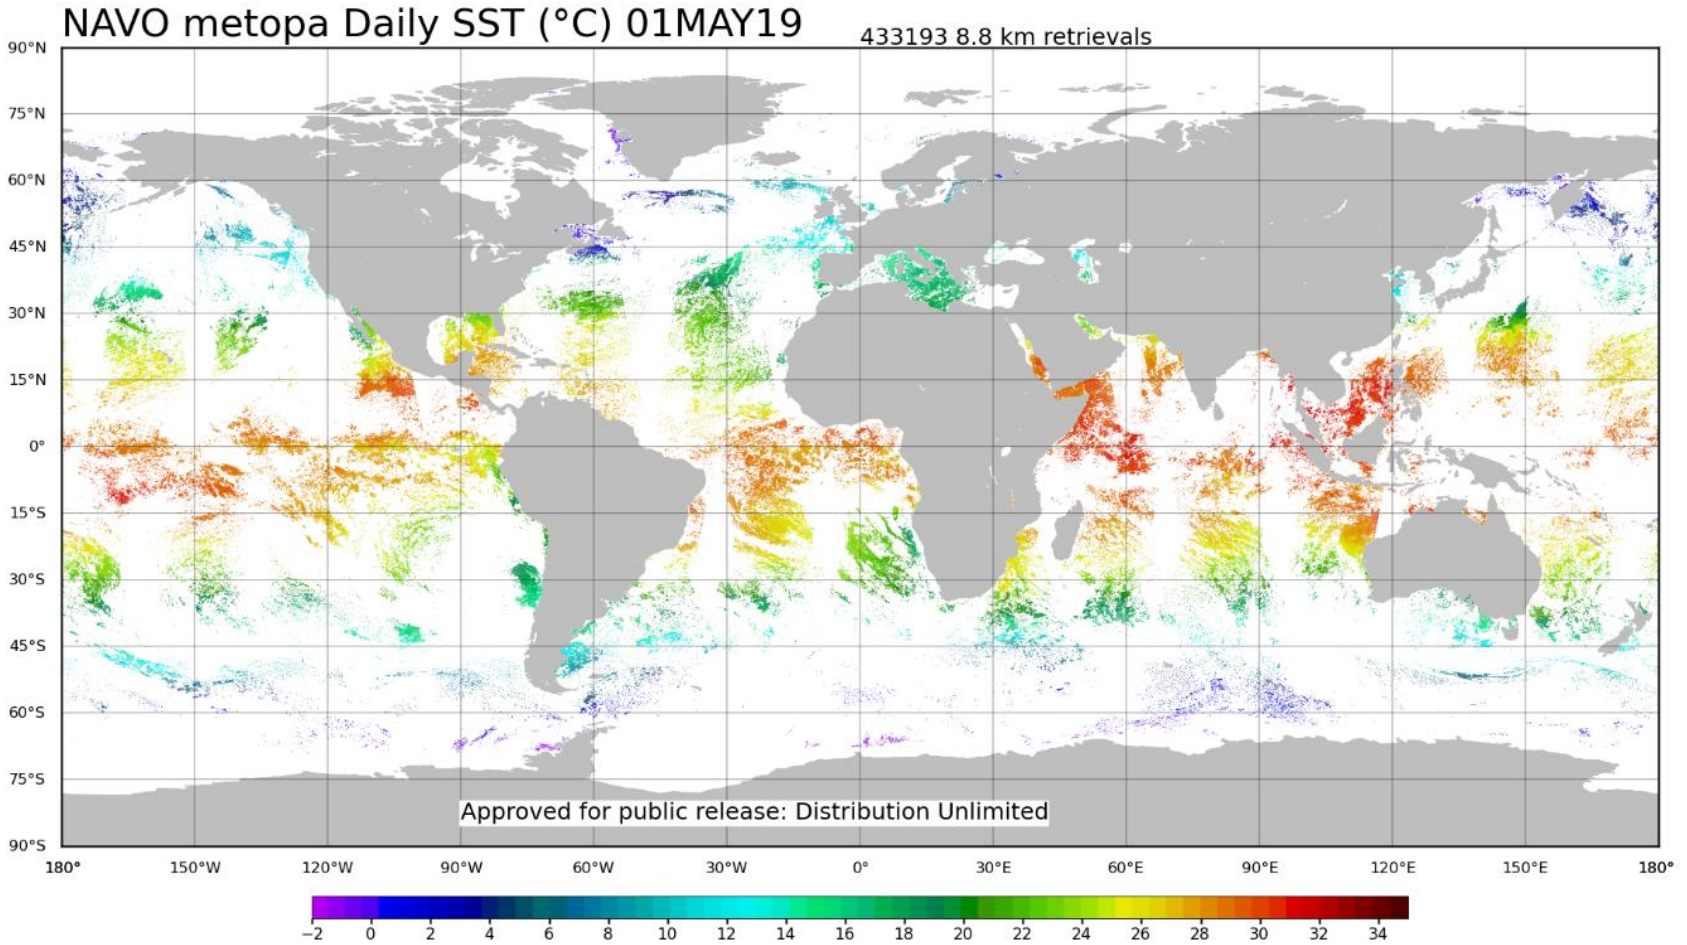 NAVO metopa Daily SST (°C) 01MAY19
433193 8.8 km retrievals
90°N
75°N
60°N
45°N
30°N
15°N
0°
15°S
30°S
45°S
60°S
75°S
90°S
Approved for public release: Distribution Unlimited
180° 150°W 120°W 90°W 60°W 30°W 0° 30°E 60°E 90°E 120°E 150°E 180°
−2 0 2 4 6 8 10 12 14 16 18 20 22 24 26 28 30 32 34